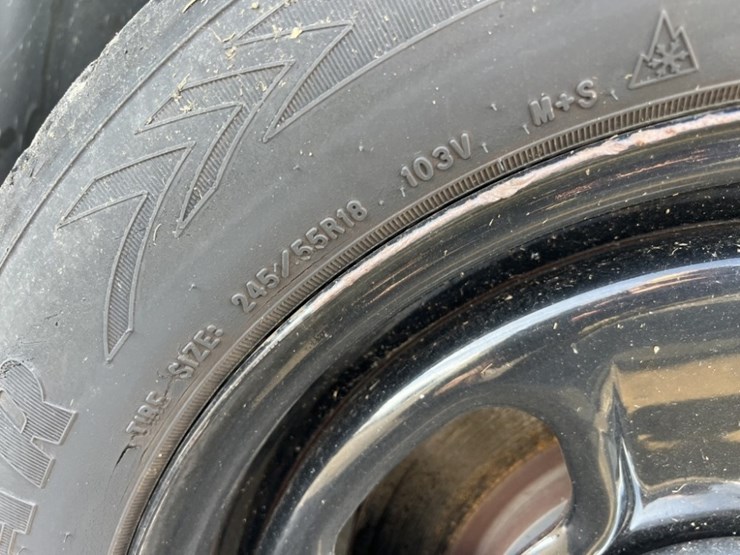 TIRE SIZE: 245/55R18 103V M+S